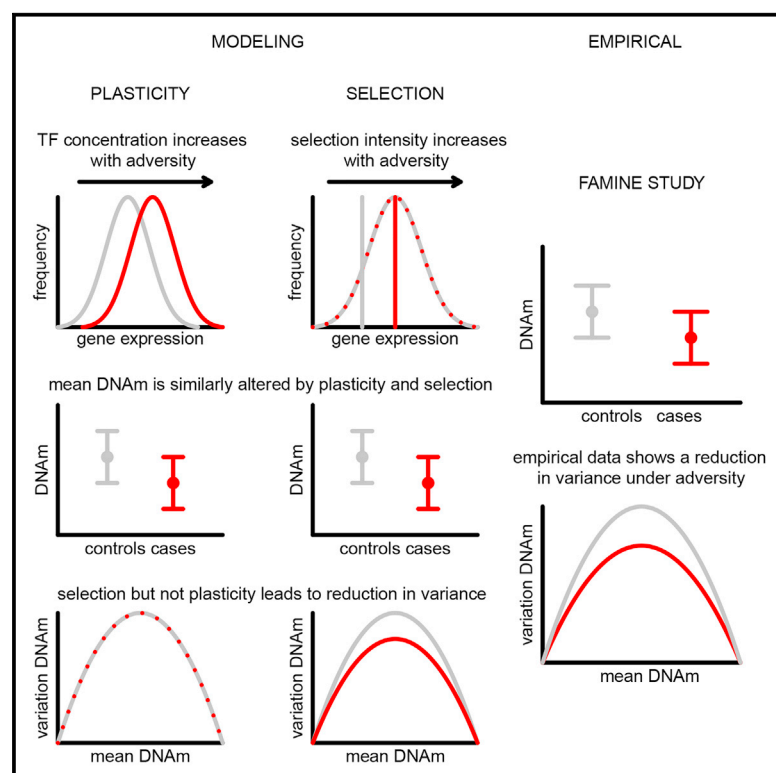 MODELING
EMPIRICAL
PLASTICITY
SELECTION
TF concentration increases
with adversity
selection intensity increases
with adversity
FAMINE STUDY
frequency
gene expression
frequency
gene expression
DNAm
controls cases
mean DNAm is similarly altered by plasticity and selection
DNAm
controls cases
DNAm
controls cases
empirical data shows a reduction
in variance under adversity
variation DNAm
mean DNAm
selection but not plasticity leads to reduction in variance
variation DNAm
mean DNAm
variation DNAm
mean DNAm